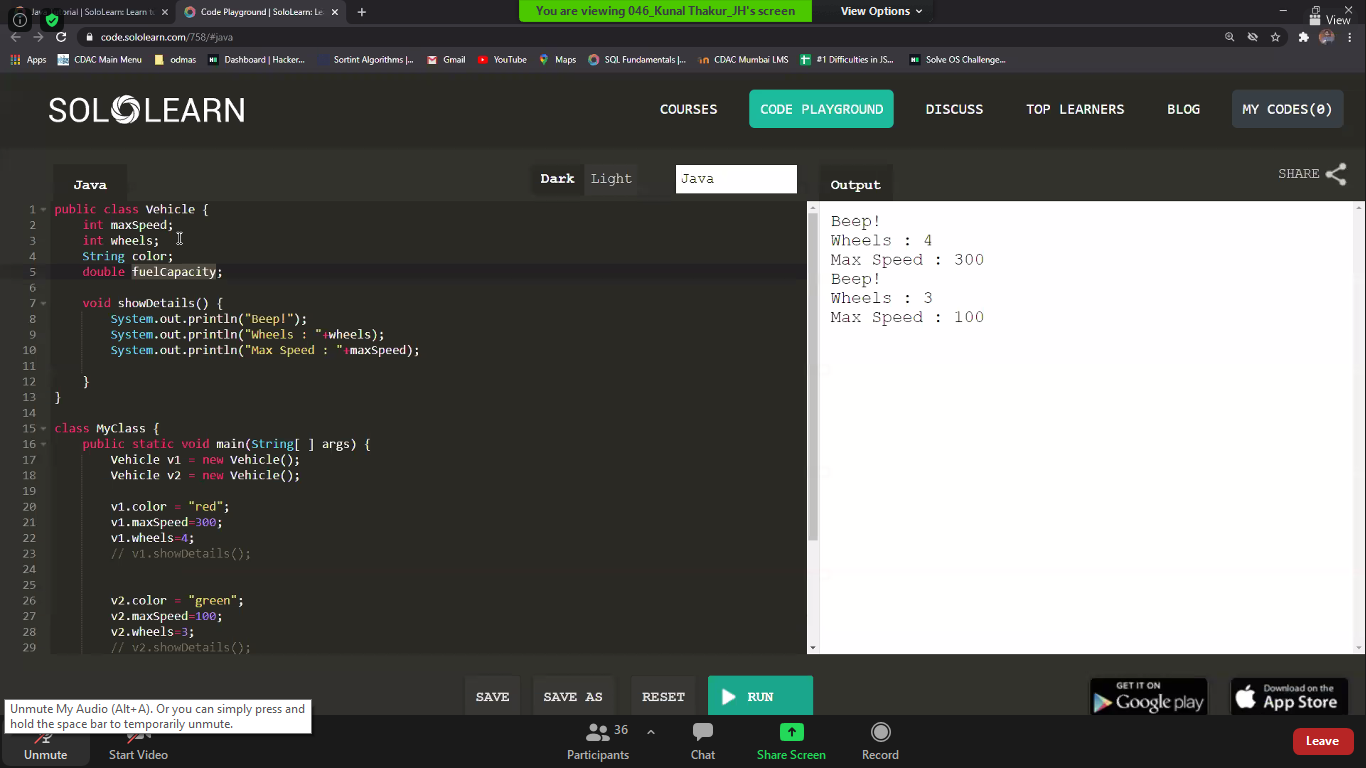 You are viewing 046_Kunal Thakur_JH's screen
View Options
Java Tutorial | SoloLearn: Learn to
Code Playground | SoloLearn: Le
View
code.sololearn.com/758/#java
Apps
CDAC Main Menu
odmas
Dashboard | Hacker...
Sortint Algorithms |...
Gmail
YouTube
Maps
SQL Fundamentals |...
CDAC Mumbai LMS
#1 Difficulties in JS...
Solve OS Challenge...
SOLOLEARN
COURSES
CODE PLAYGROUND
DISCUSS
TOP LEARNERS
BLOG
MY CODES(0)
Java
Dark
Light
Java
Output
SHARE
1 public class Vehicle {
2 int maxSpeed;
3 int wheels;
4 String color;
5 double fuelCapacity;
6
7 void showDetails() {
8 System.out.println("Beep!");
9 System.out.println("Wheels : "+wheels);
10 System.out.println("Max Speed : "+maxSpeed);
11
12 }
13 }
14
15 class MyClass {
16 public static void main(String[ ] args) {
17 Vehicle v1 = new Vehicle();
18 Vehicle v2 = new Vehicle();
19
20 v1.color = "red";
21 v1.maxSpeed=300;
22 v1.wheels=4;
23 // v1.showDetails();
24
25
26 v2.color = "green";
27 v2.maxSpeed=100;
28 v2.wheels=3;
29 // v2.showDetails();
Beep!
Wheels : 4
Max Speed : 300
Beep!
Wheels : 3
Max Speed : 100
SAVE
SAVE AS
RESET
RUN
GET IT ON
Google play
Download on the
App Store
Unmute My Audio (Alt+A). Or you can simply press and
hold the space bar to temporarily unmute.
Unmute
Start Video
36
Participants
Chat
Share Screen
Record
Leave